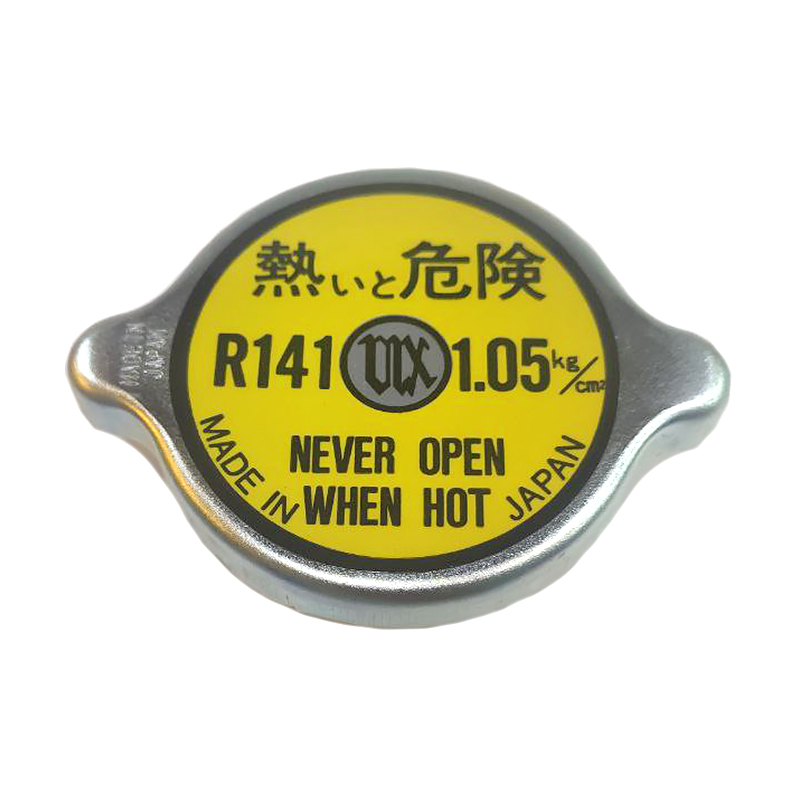 熱いと危険
R141 1.05kg/cm²
NEVER OPEN
WHEN HOT
MADE IN JAPAN
MADE IN
JAPAN